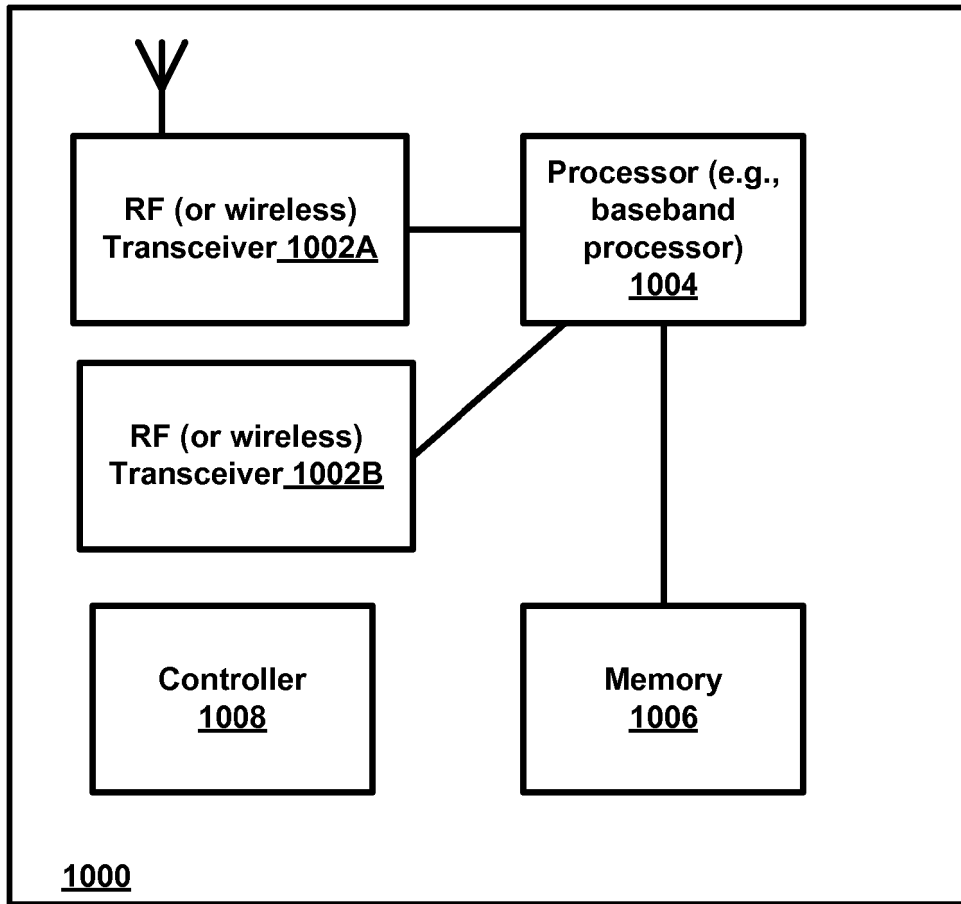 RF (or wireless)
Transceiver 1002A
Processor (e.g.,
baseband
processor)
1004
RF (or wireless)
Transceiver 1002B
Controller
1008
Memory
1006
1000